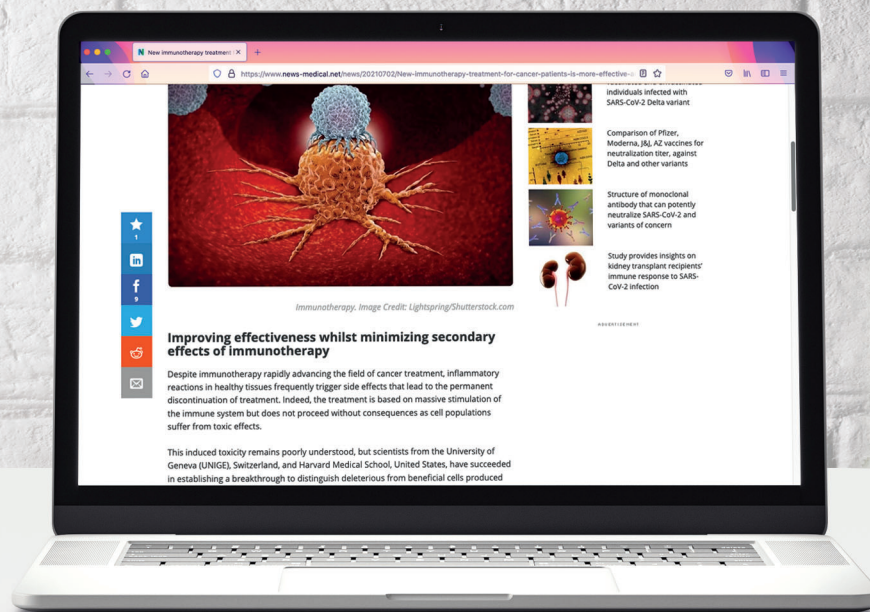 New immunotherapy treatment
https://www.news-medical.net/news/20210702/New-immunotherapy-treatment-for-cancer-patients-is-more-effective-
individuals infected with
SARS-CoV-2 Delta variant
Comparison of Pfizer,
Moderna, J&J, AZ vaccines for
neutralization titer, against
Delta and other variants
Structure of monoclonal
antibody that can potently
neutralize SARS-CoV-2 and
variants of concern
Study provides insights on
kidney transplant recipients'
immune response to SARS-
CoV-2 infection
ADVERTISEMENT
1
9
Immunotherapy. Image Credit: Lightspring/Shutterstock.com
Improving effectiveness whilst minimizing secondary
effects of immunotherapy
Despite immunotherapy rapidly advancing the field of cancer treatment, inflammatory
reactions in healthy tissues frequently trigger side effects that lead to the permanent
discontinuation of treatment. Indeed, the treatment is based on massive stimulation of
the immune system but does not proceed without consequences as cell populations
suffer from toxic effects.
This induced toxicity remains poorly understood, but scientists from the University of
Geneva (UNIGE), Switzerland, and Harvard Medical School, United States, have succeeded
in establishing a breakthrough to distinguish deleterious from beneficial cells produced